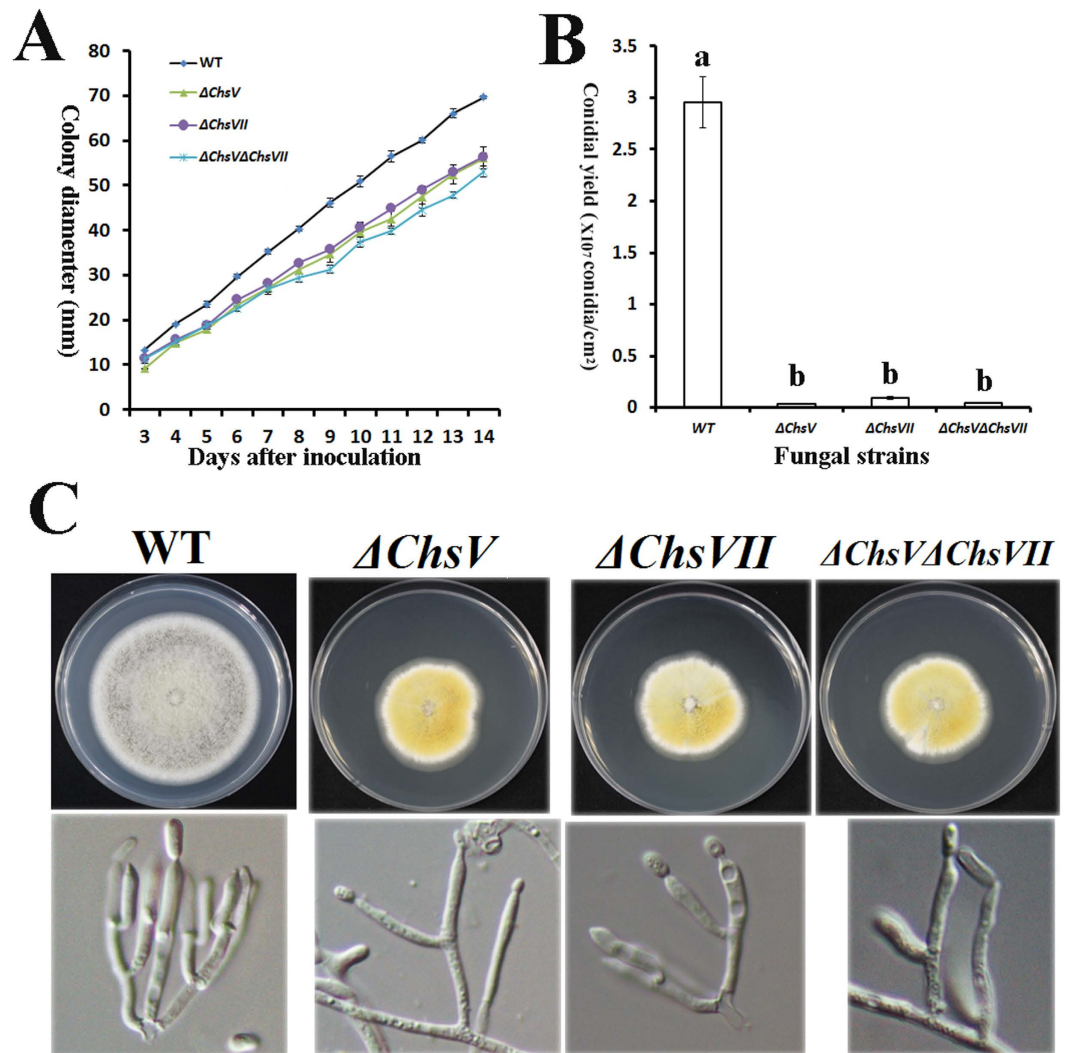 A
Colony diamenter (mm)
80
70
60
50
40
30
20
10
0
WT
ΔChsV
ΔChsVII
ΔChsVΔChsVII
3 4 5 6 7 8 9 10 11 12 13 14
Days after inoculation
B
Conidial yield (X107 conidia/cm2)
3.5
3
2.5
2
1.5
1
0.5
0
a
b
b
b
WT ΔChsV ΔChsVII ΔChsVΔChsVII
Fungal strains
C
WT
ΔChsV
ΔChsVII
ΔChsVΔChsVII